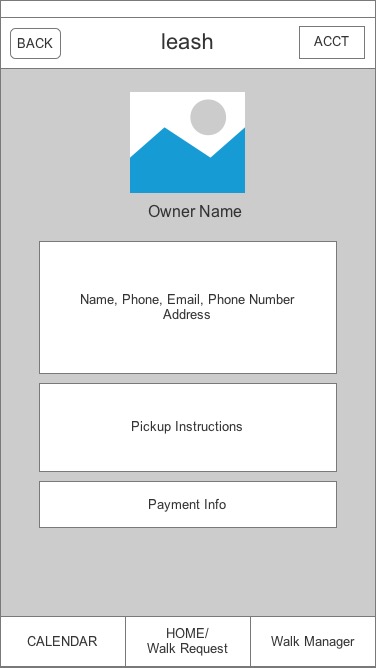 BACK
leash
ACCT
Owner Name
Name, Phone, Email, Phone Number
Address
Pickup Instructions
Payment Info
CALENDAR
HOME/
Walk Request
Walk Manager